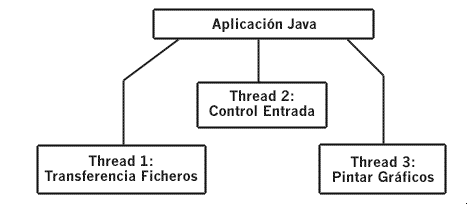 Aplicación Java
Thread 2:
Control Entrada
Thread 1:
Transferencia Ficheros
Thread 3:
Pintar Gráficos